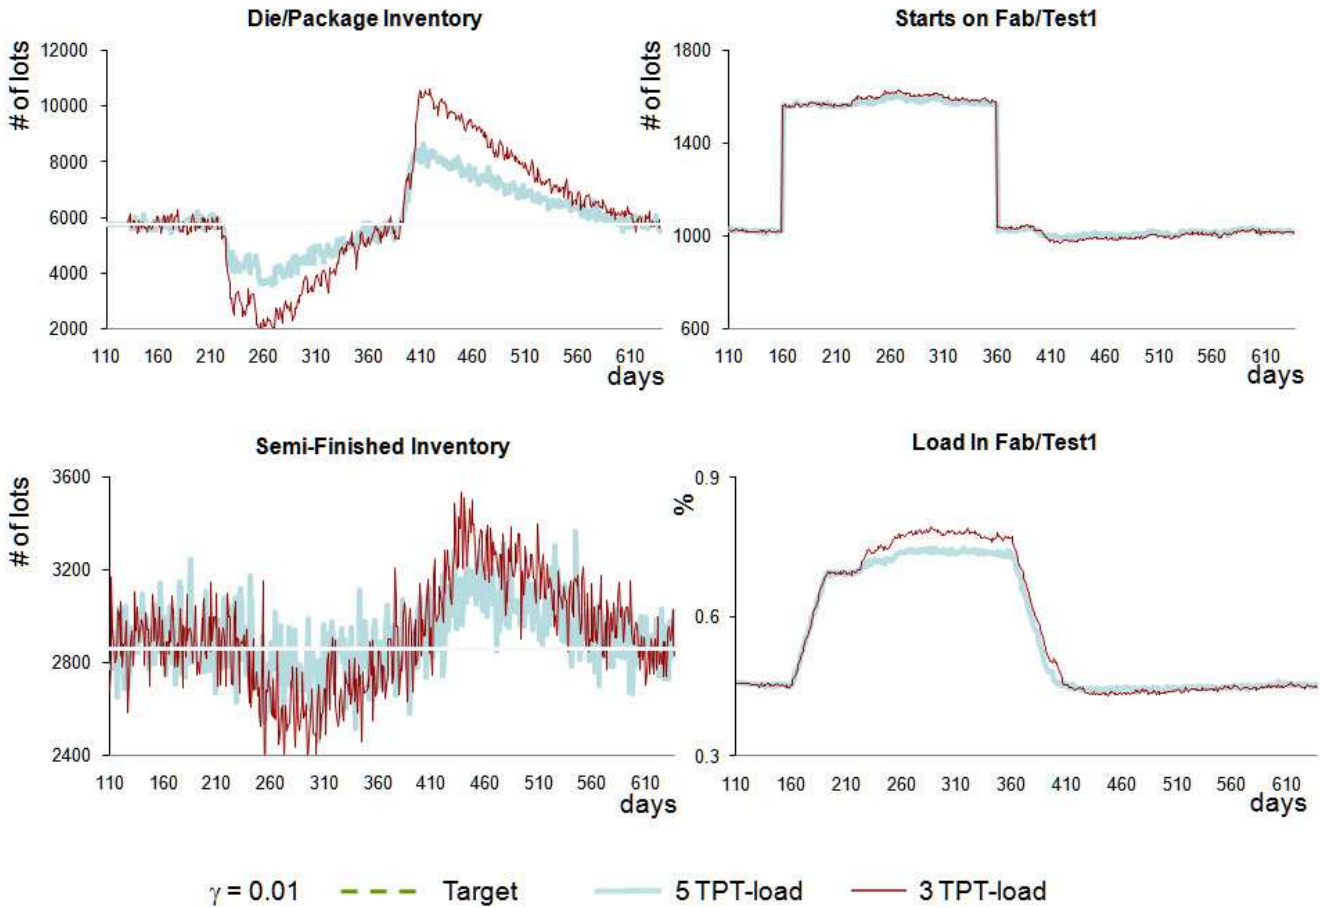 Die/Package Inventory
# of lots
12000
10000
8000
6000
4000
2000
110 160 210 260 310 360 410 460 510 560 610
days
Starts on Fab/Test1
# of lots
1800
1400
1000
600
110 160 210 260 310 360 410 460 510 560 610
days
Semi-Finished Inventory
# of lots
3600
3200
2800
2400
110 160 210 260 310 360 410 460 510 560 610
days
Load In Fab/Test1
%
0.9
0.6
0.3
110 160 210 260 310 360 410 460 510 560 610
days
γ = 0.01 Target 5 TPT-load 3 TPT-load